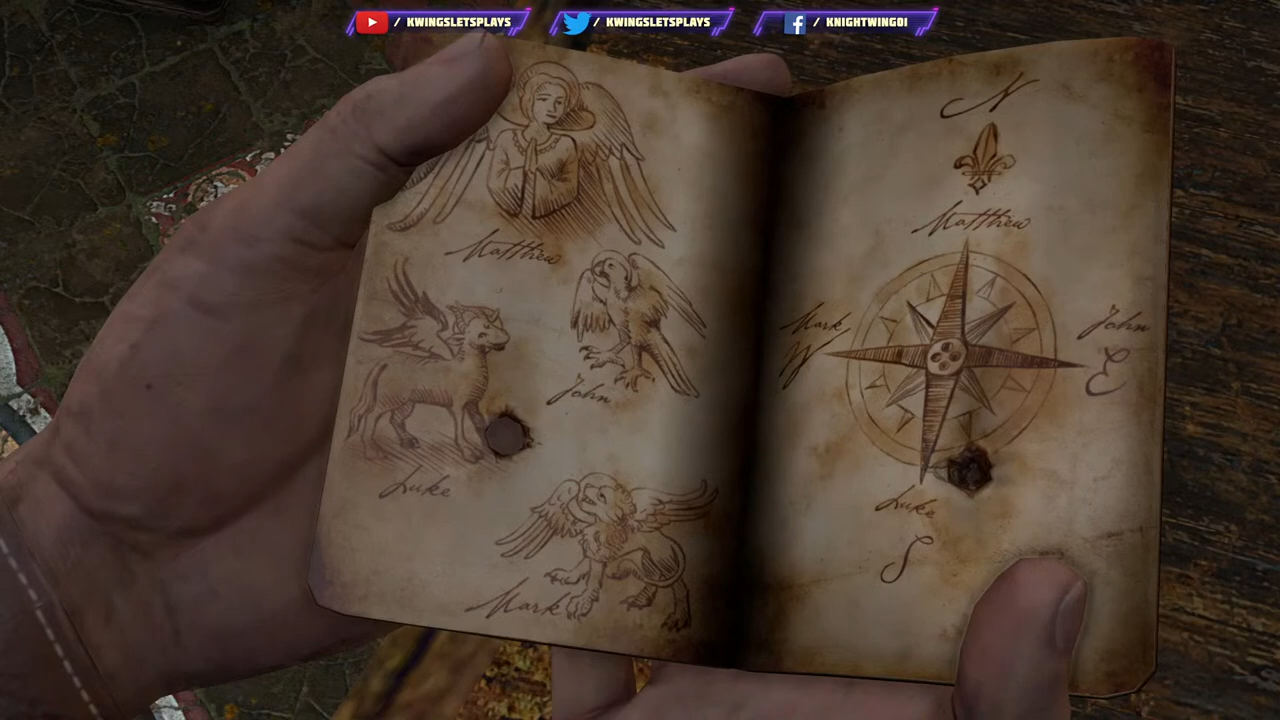 / KWINGSLETSPLAYS
/ KWINGSLETSPLAYS
f / KNIGHTWING01
Matthew
John
Luke
Mark
N
Matthew
Mark
W
John
E
Luke
S